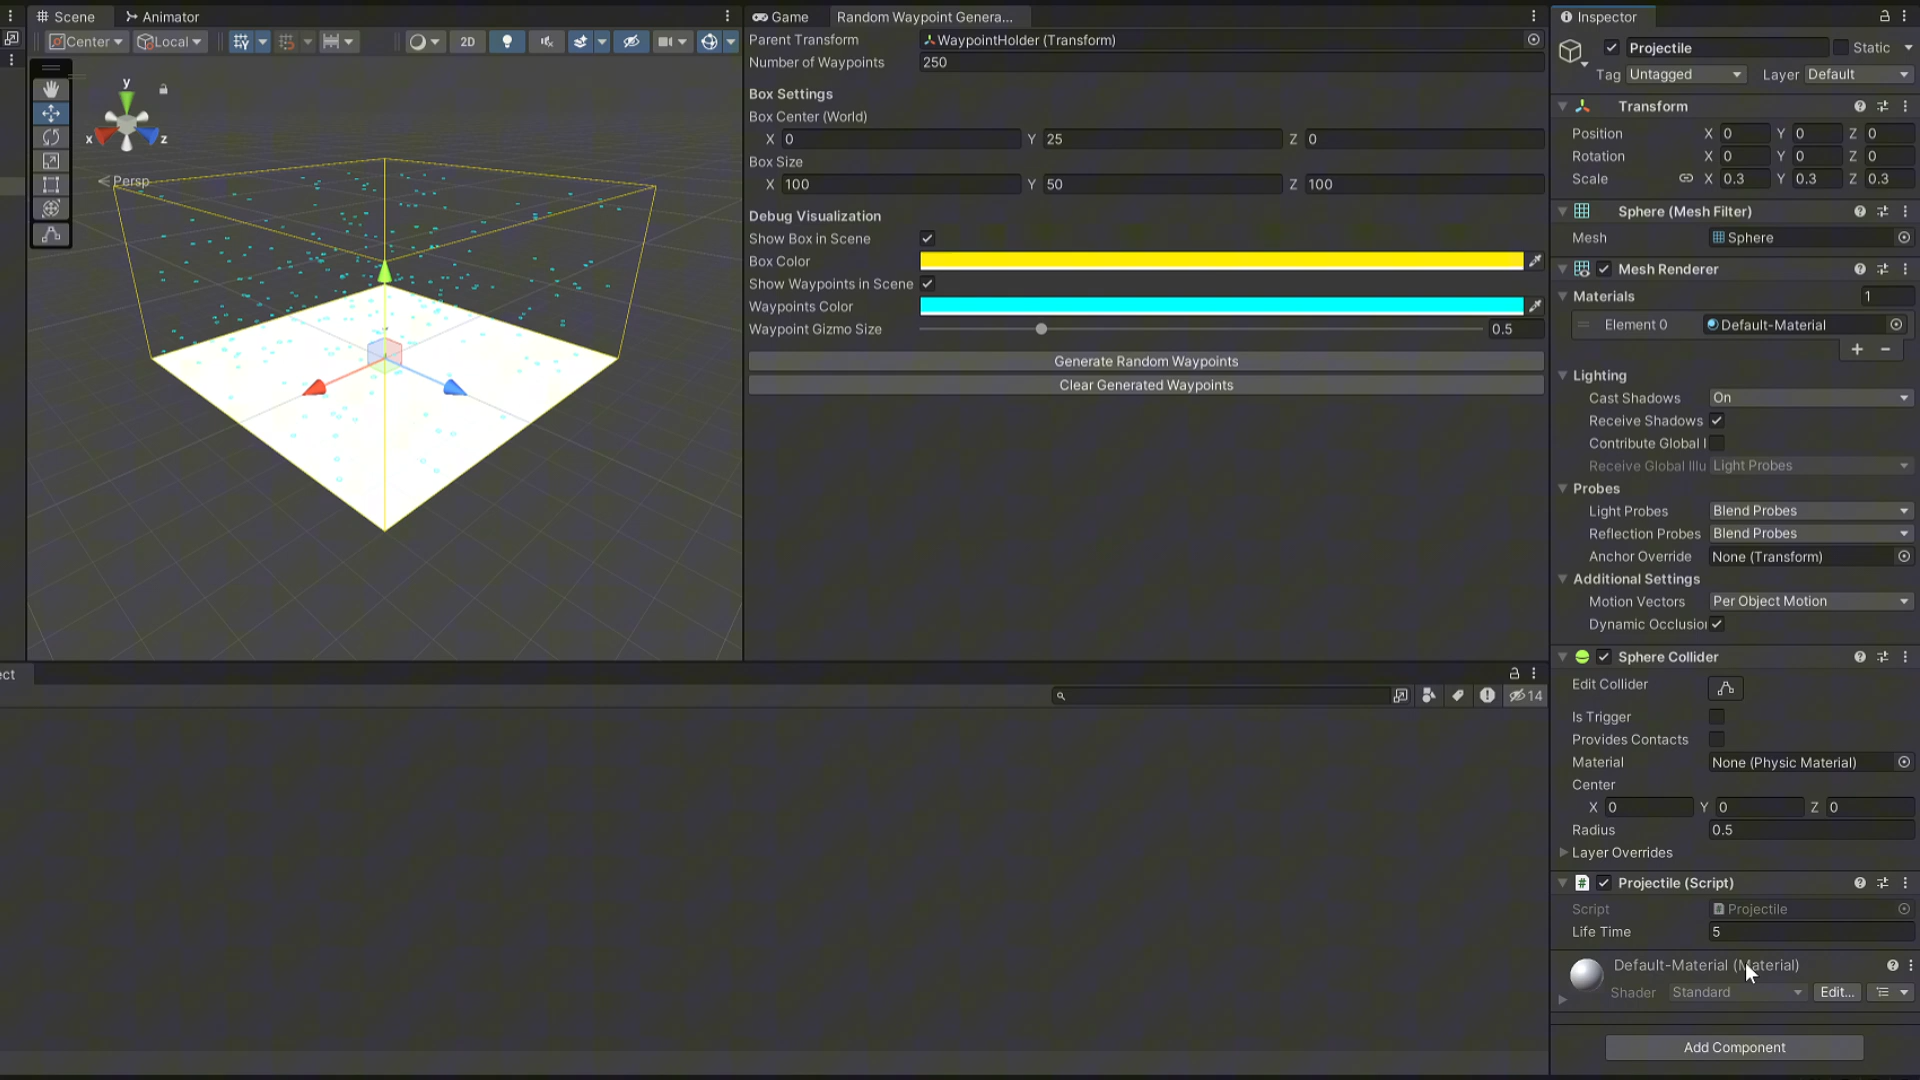 Scene
Animator
Center
Local
2D
y
x
z
Persp
Game
Random Waypoint Genera...
Parent Transform
WaypointHolder (Transform)
Number of Waypoints
250
Box Settings
Box Center (World)
X 0 Y 25 Z 0
Box Size
X 100 Y 50 Z 100
Debug Visualization
Show Box in Scene
Box Color
Show Waypoints in Scene
Waypoints Color
Waypoint Gizmo Size
0.5
Generate Random Waypoints
Clear Generated Waypoints
ect
14
Inspector
Projectile
Static
Tag Untagged Layer Default
Transform
Position X 0 Y 0 Z 0
Rotation X 0 Y 0 Z 0
Scale X 0.3 Y 0.3 Z 0.3
Sphere (Mesh Filter)
Mesh Sphere
Mesh Renderer
Materials 1
Element 0 Default-Material
Lighting
Cast Shadows On
Receive Shadows
Contribute Global I
Receive Global Illu Light Probes
Probes
Light Probes Blend Probes
Reflection Probes Blend Probes
Anchor Override None (Transform)
Additional Settings
Motion Vectors Per Object Motion
Dynamic Occlusion
Sphere Collider
Edit Collider
Is Trigger
Provides Contacts
Material None (Physic Material)
Center
X 0 Y 0 Z 0
Radius 0.5
Layer Overrides
Projectile (Script)
Script Projectile
Life Time 5
Default-Material (Material)
Shader Standard Edit...
Add Component